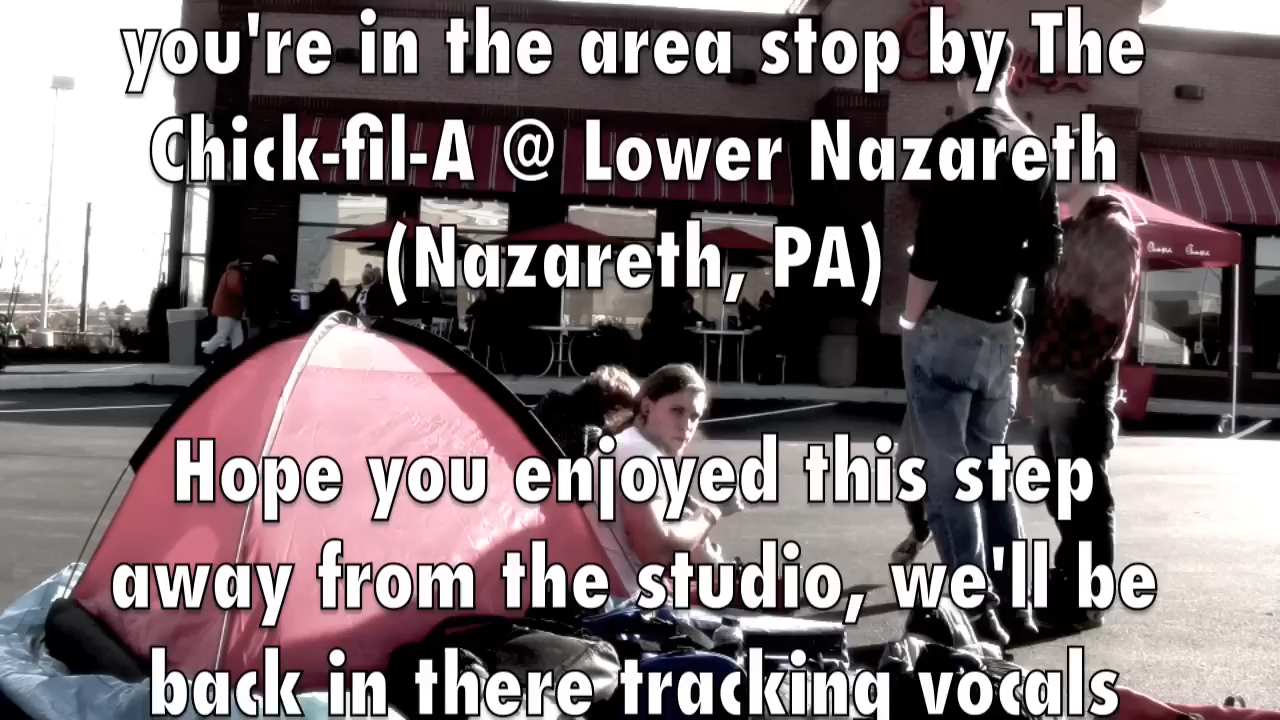 you're in the area stop by The
Chick-fil-A @ Lower Nazareth
(Nazareth, PA)
Hope you enjoyed this step
away from the studio, we'll be
back in there tracking vocals